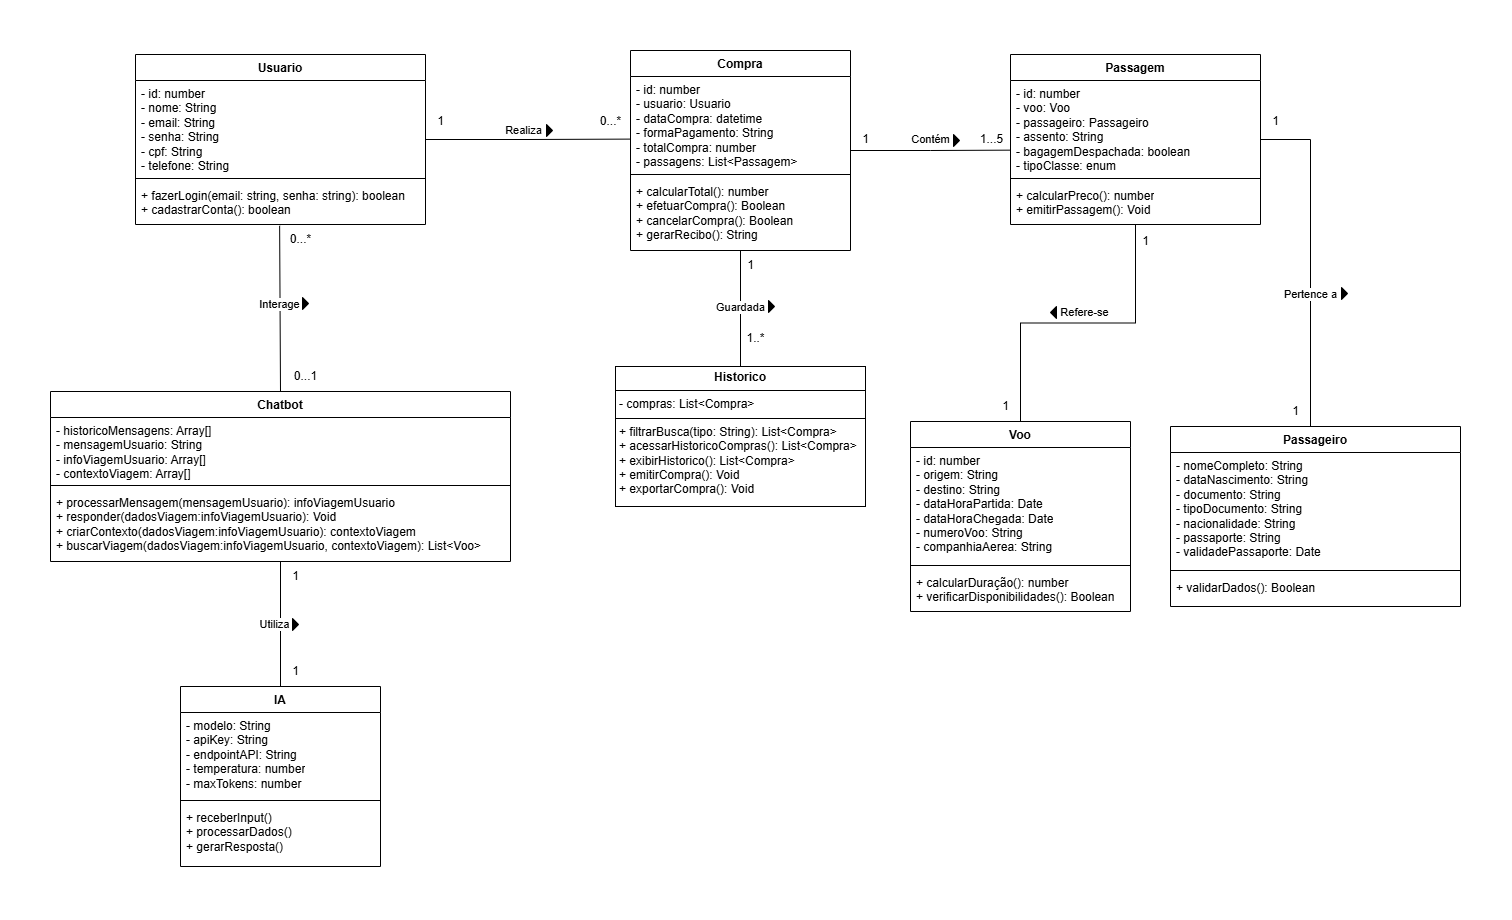 Usuario
- id: number
- nome: String
- email: String
- senha: String
- cpf: String
- telefone: String
+ fazerLogin(email: string, senha: string): boolean
+ cadastrarConta(): boolean
1
Realiza
0...*
Compra
- id: number
- usuario: Usuario
- dataCompra: datetime
- formaPagamento: String
- totalCompra: number
- passagens: List<Passagem>
+ calcularTotal(): number
+ efetuarCompra(): Boolean
+ cancelarCompra(): Boolean
+ gerarRecibo(): String
1
Contém
1...5
Passagem
- id: number
- voo: Voo
- passageiro: Passageiro
- assento: String
- bagagemDespachada: boolean
- tipoClasse: enum
+ calcularPreco(): number
+ emitirPassagem(): Void
1
Pertence a
1
0...*
Interage
0...1
1
Guardada
1..*
1
Refere-se
1
Chatbot
- historicoMensagens: Array[]
- mensagemUsuario: String
- infoViagemUsuario: Array[]
- contextoViagem: Array[]
+ processarMensagem(mensagemUsuario): infoViagemUsuario
+ responder(dadosViagem:infoViagemUsuario): Void
+ criarContexto(dadosViagem:infoViagemUsuario): contextoViagem
+ buscarViagem(dadosViagem:infoViagemUsuario, contextoViagem): List<Voo>
Historico
- compras: List<Compra>
+ filtrarBusca(tipo: String): List<Compra>
+ acessarHistoricoCompras(): List<Compra>
+ exibirHistorico(): List<Compra>
+ emitirCompra(): Void
+ exportarCompra(): Void
Voo
- id: number
- origem: String
- destino: String
- dataHoraPartida: Date
- dataHoraChegada: Date
- numeroVoo: String
- companhiaAerea: String
+ calcularDuração(): number
+ verificarDisponibilidades(): Boolean
Passageiro
- nomeCompleto: String
- dataNascimento: String
- documento: String
- tipoDocumento: String
- nacionalidade: String
- passaporte: String
- validadePassaporte: Date
+ validarDados(): Boolean
1
Utiliza
1
IA
- modelo: String
- apiKey: String
- endpointAPI: String
- temperatura: number
- maxTokens: number
+ receberInput()
+ processarDados()
+ gerarResposta()